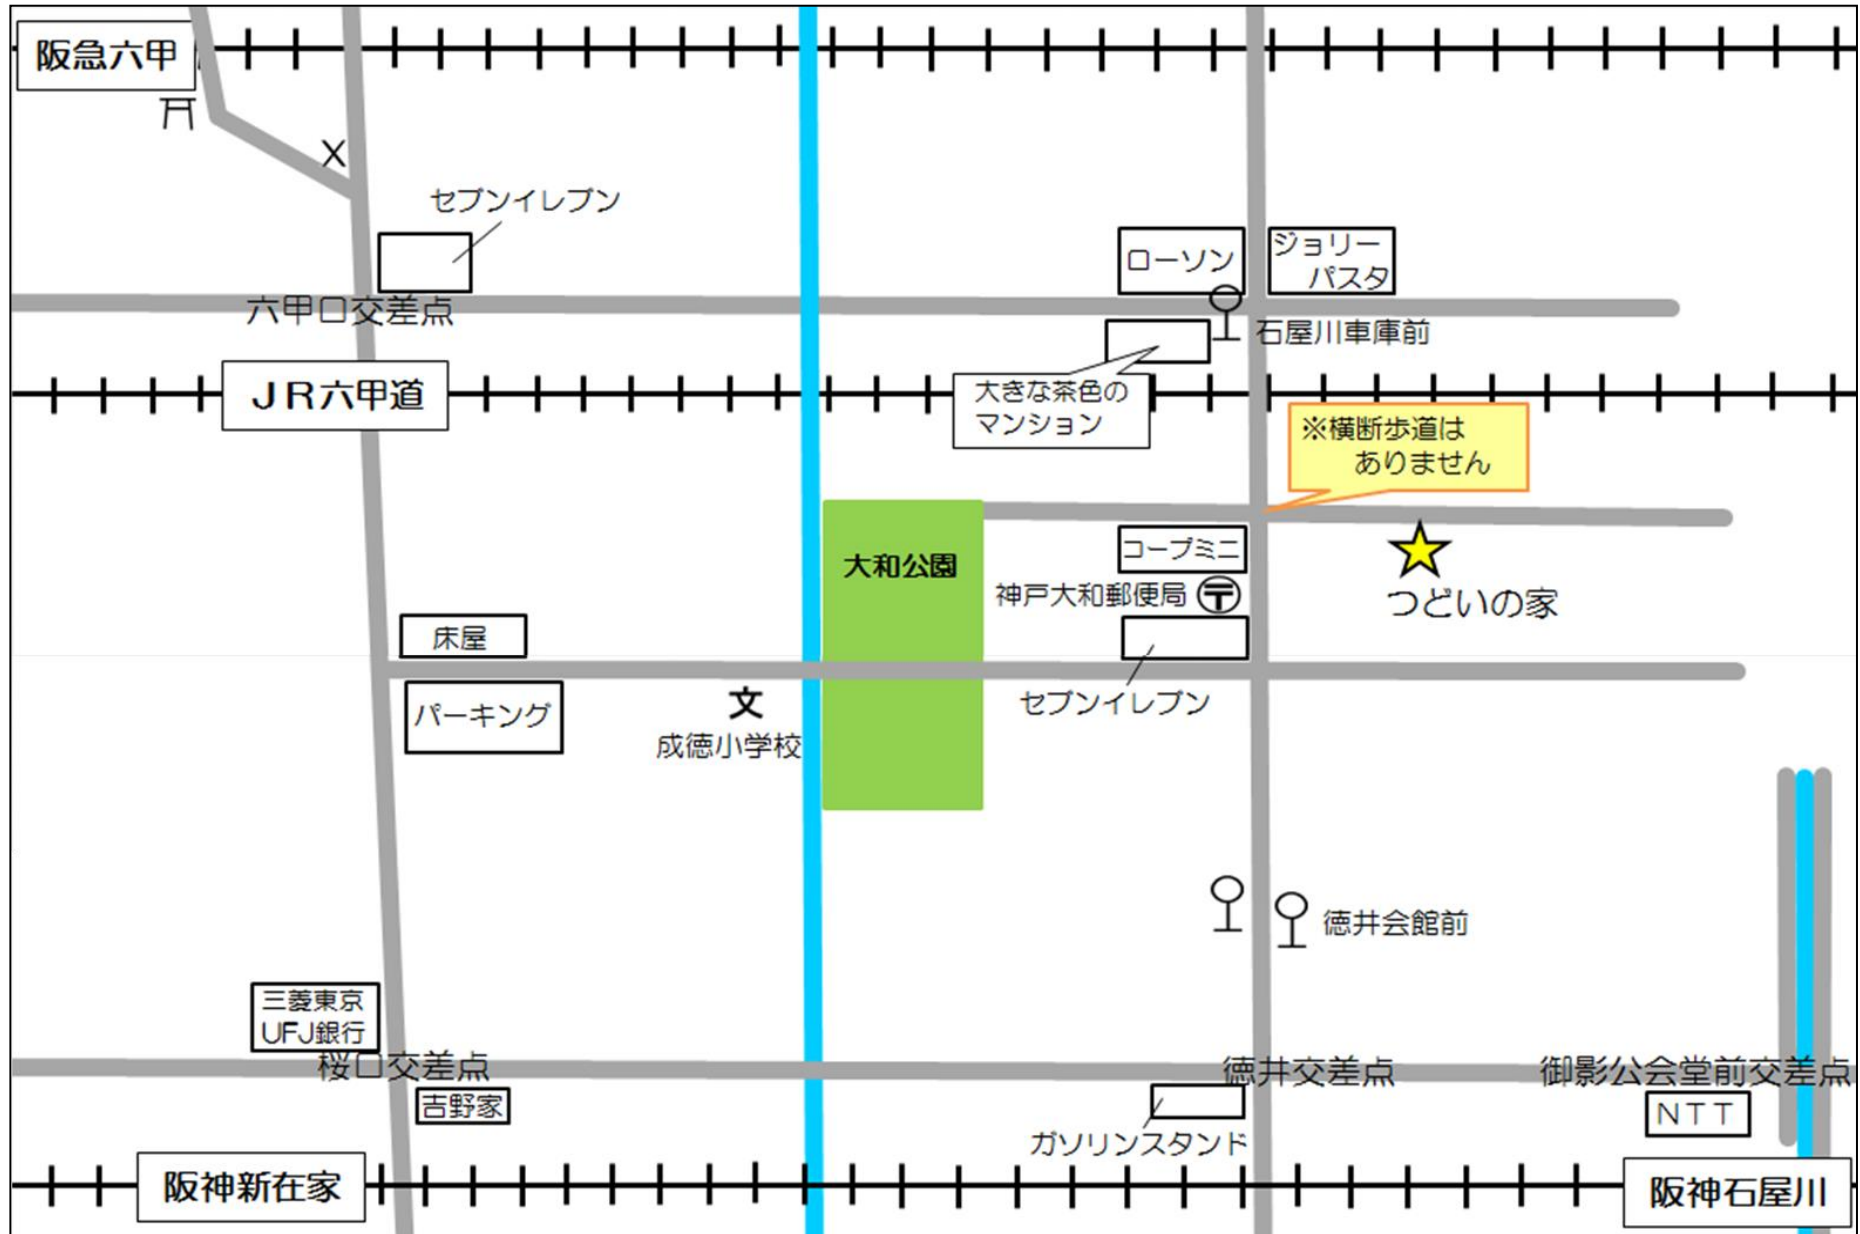 阪急六甲
X
セブンイレブン
ローソン
ジョリー
パスタ
六甲口交差点
石屋川車庫前
JR六甲道
大きな茶色の
マンション
※横断歩道は
ありません
大和公園
コープミニ
神戸大和郵便局 〒
つどいの家
床屋
パーキング
文
成徳小学校
セブンイレブン
徳井会館前
三菱東京
UFJ銀行
桜口交差点
徳井交差点
御影公会堂前交差点
吉野家
NTT
ガソリンスタンド
阪神新在家
阪神石屋川